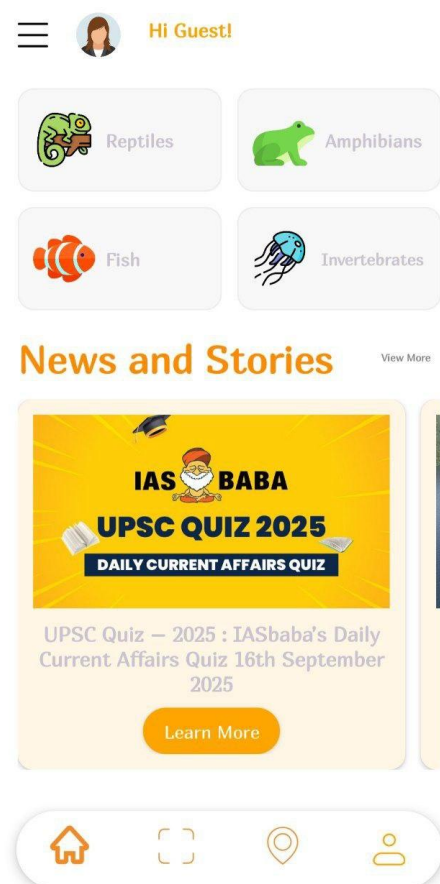 Hi Guest!
Reptiles
Amphibians
Fish
Invertebrates
News and Stories
View More
IAS BABA
UPSC QUIZ 2025
DAILY CURRENT AFFAIRS QUIZ
UPSC Quiz – 2025 : IASbaba's Daily
Current Affairs Quiz 16th September
2025
Learn More